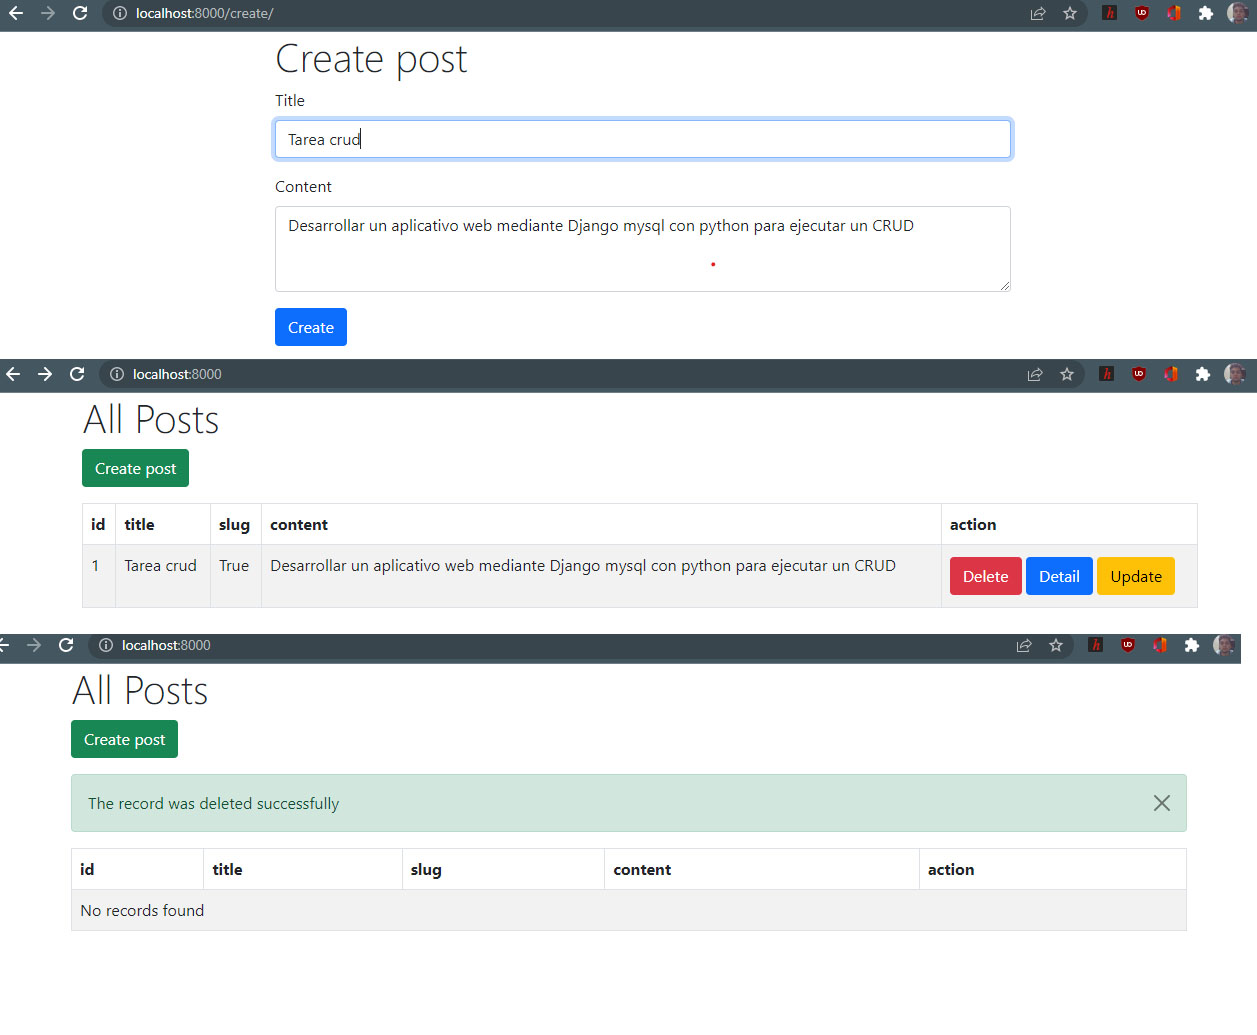 localhost:8000/create/
Create post
Title
Tarea crud
Content
Desarrollar un aplicativo web mediante Django mysql con python para ejecutar un CRUD
Create
localhost:8000
All Posts
Create post
id title slug content action
1 Tarea crud True Desarrollar un aplicativo web mediante Django mysql con python para ejecutar un CRUD Delete Detail Update
localhost:8000
All Posts
Create post
The record was deleted successfully
id title slug content action
No records found